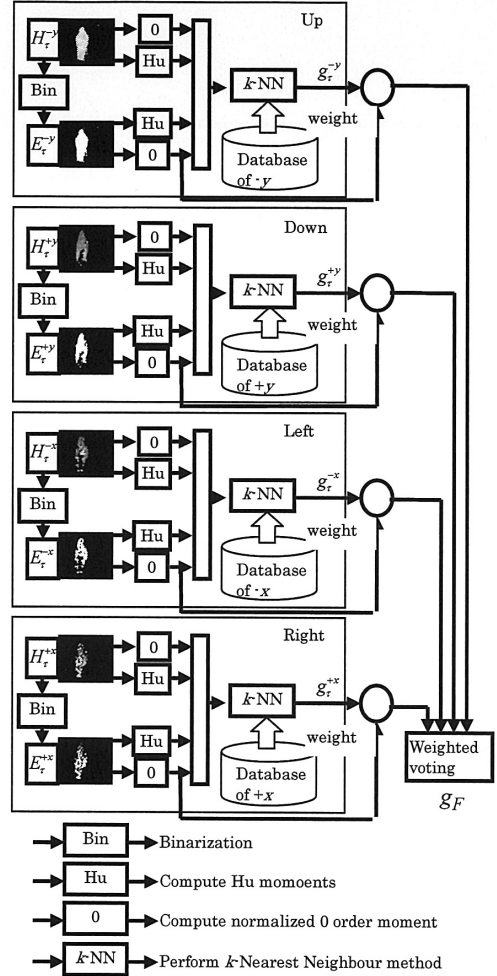 Up
H_τ^{-y}
0
Hu
Bin
k-NN
g_τ^{-y}
weight
Hu
E_τ^{-y}
0
Database
of -y
Down
H_τ^{+y}
0
Hu
Bin
k-NN
g_τ^{+y}
weight
Hu
E_τ^{+y}
0
Database
of +y
Left
H_τ^{-x}
0
Hu
Bin
k-NN
g_τ^{-x}
weight
Hu
E_τ^{-x}
0
Database
of -x
Right
H_τ^{+x}
0
Hu
Bin
k-NN
g_τ^{+x}
weight
Hu
E_τ^{+x}
0
Database
of +x
Weighted
voting
g_F
Bin Binarization
Hu Compute Hu momoents
0 Compute normalized 0 order moment
k-NN Perform k-Nearest Neighbour method